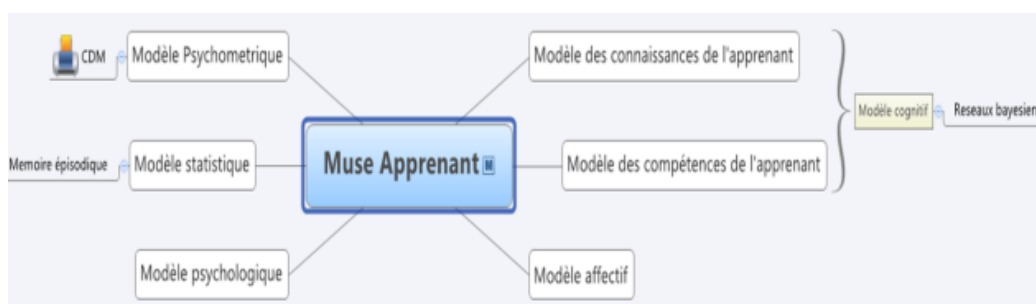 CDM
Modèle Psychometrique
Modèle des connaissances de l'apprenant
Modèle cognitif
Reseaux bayesien
Memoire épisodique
Modèle statistique
Muse Apprenant
Modèle des compétences de l'apprenant
Modèle psychologique
Modèle affectif